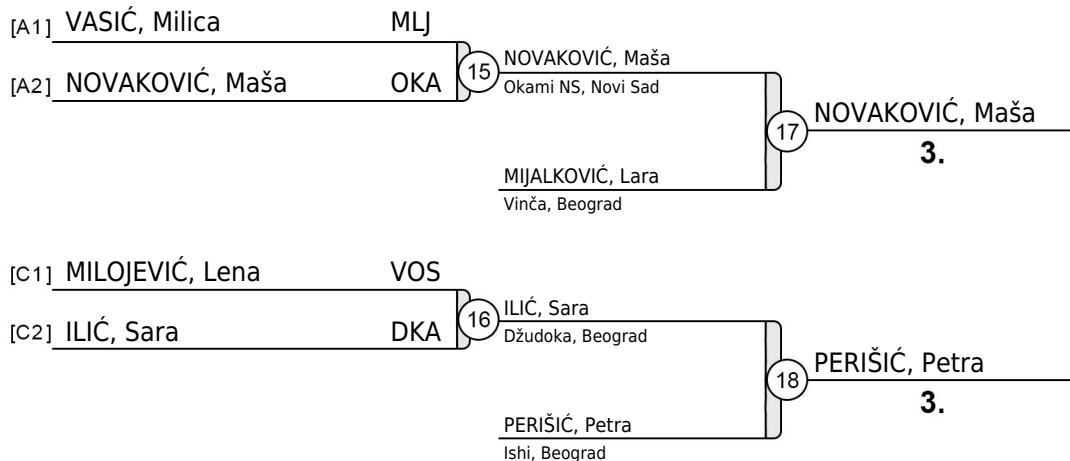 [A1] VASIĆ, Milica MLJ
[A2] NOVAKOVIĆ, Maša OKA
15
NOVAKOVIĆ, Maša
Okami NS, Novi Sad
MIJALKOVIĆ, Lara
Vinča, Beograd
17
NOVAKOVIĆ, Maša
3.
[C1] MILOJEVIĆ, Lena VOS
[C2] ILIĆ, Sara DKA
16
ILIĆ, Sara
Džudoka, Beograd
PERIŠIĆ, Petra
Ishi, Beograd
18
PERIŠIĆ, Petra
3.